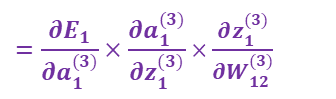 = ∂E₁/∂a₁⁽³⁾ × ∂a₁⁽³⁾/∂z₁⁽³⁾ × ∂z₁⁽³⁾/∂W₁₂⁽³⁾